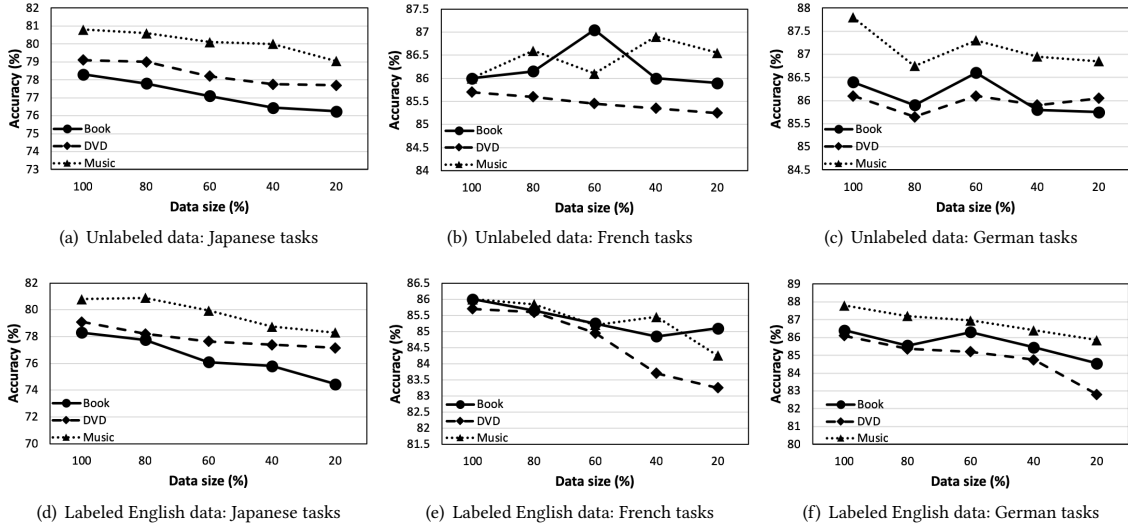 82
81
80
79
78
77
76
75
74
73
Accuracy (%)
Book
DVD
Music
100 80 60 40 20
Data size (%)
(a) Unlabeled data: Japanese tasks
87.5
87
86.5
86
85.5
85
84.5
84
Accuracy (%)
Book
DVD
Music
100 80 60 40 20
Data size (%)
(b) Unlabeled data: French tasks
88
87.5
87
86.5
86
85.5
85
84.5
Accuracy (%)
Book
DVD
Music
100 80 60 40 20
Data size (%)
(c) Unlabeled data: German tasks
82
80
78
76
74
72
70
Accuracy (%)
Book
DVD
Music
100 80 60 40 20
Data size (%)
(d) Labeled English data: Japanese tasks
86.5
86
85.5
85
84.5
84
83.5
83
82.5
82
81.5
Accuracy (%)
Book
DVD
Music
100 80 60 40 20
Data size (%)
(e) Labeled English data: French tasks
89
88
87
86
85
84
83
82
81
80
Accuracy (%)
Book
DVD
Music
100 80 60 40 20
Data size (%)
(f) Labeled English data: German tasks